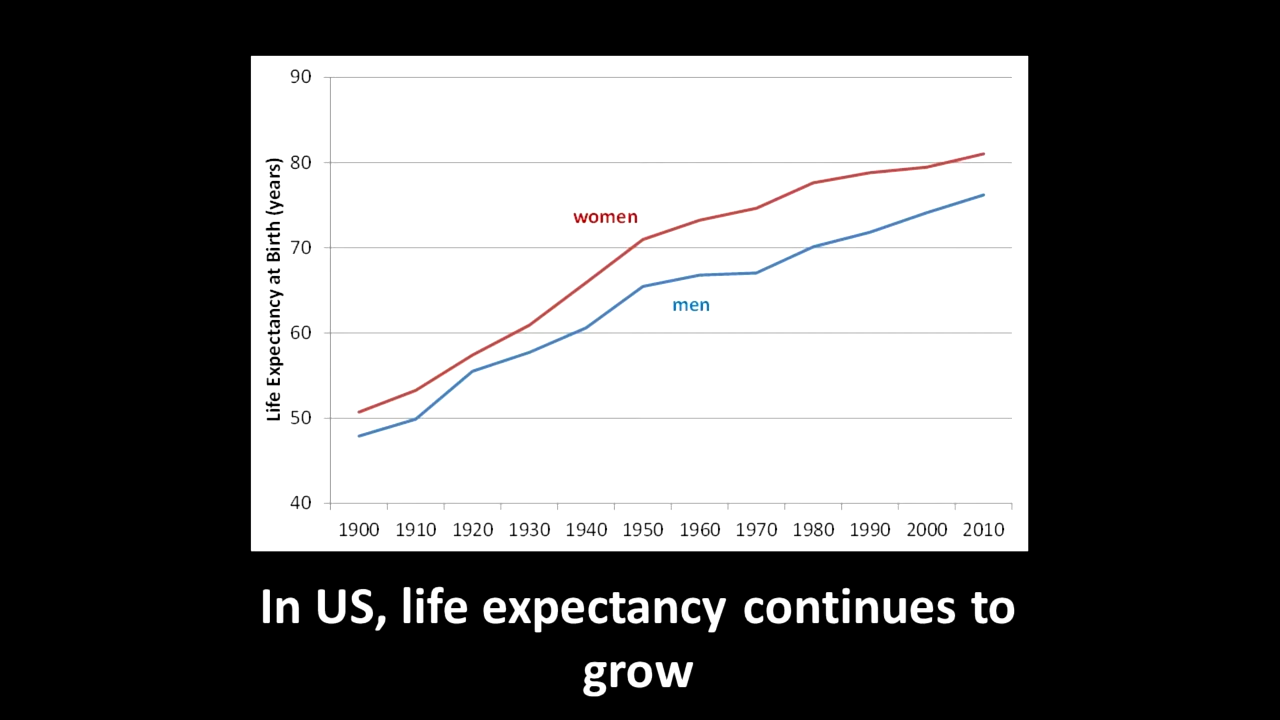 90
80
70
60
50
40
Life Expectancy at Birth (years)
women
men
1900 1910 1920 1930 1940 1950 1960 1970 1980 1990 2000 2010
In US, life expectancy continues to
grow